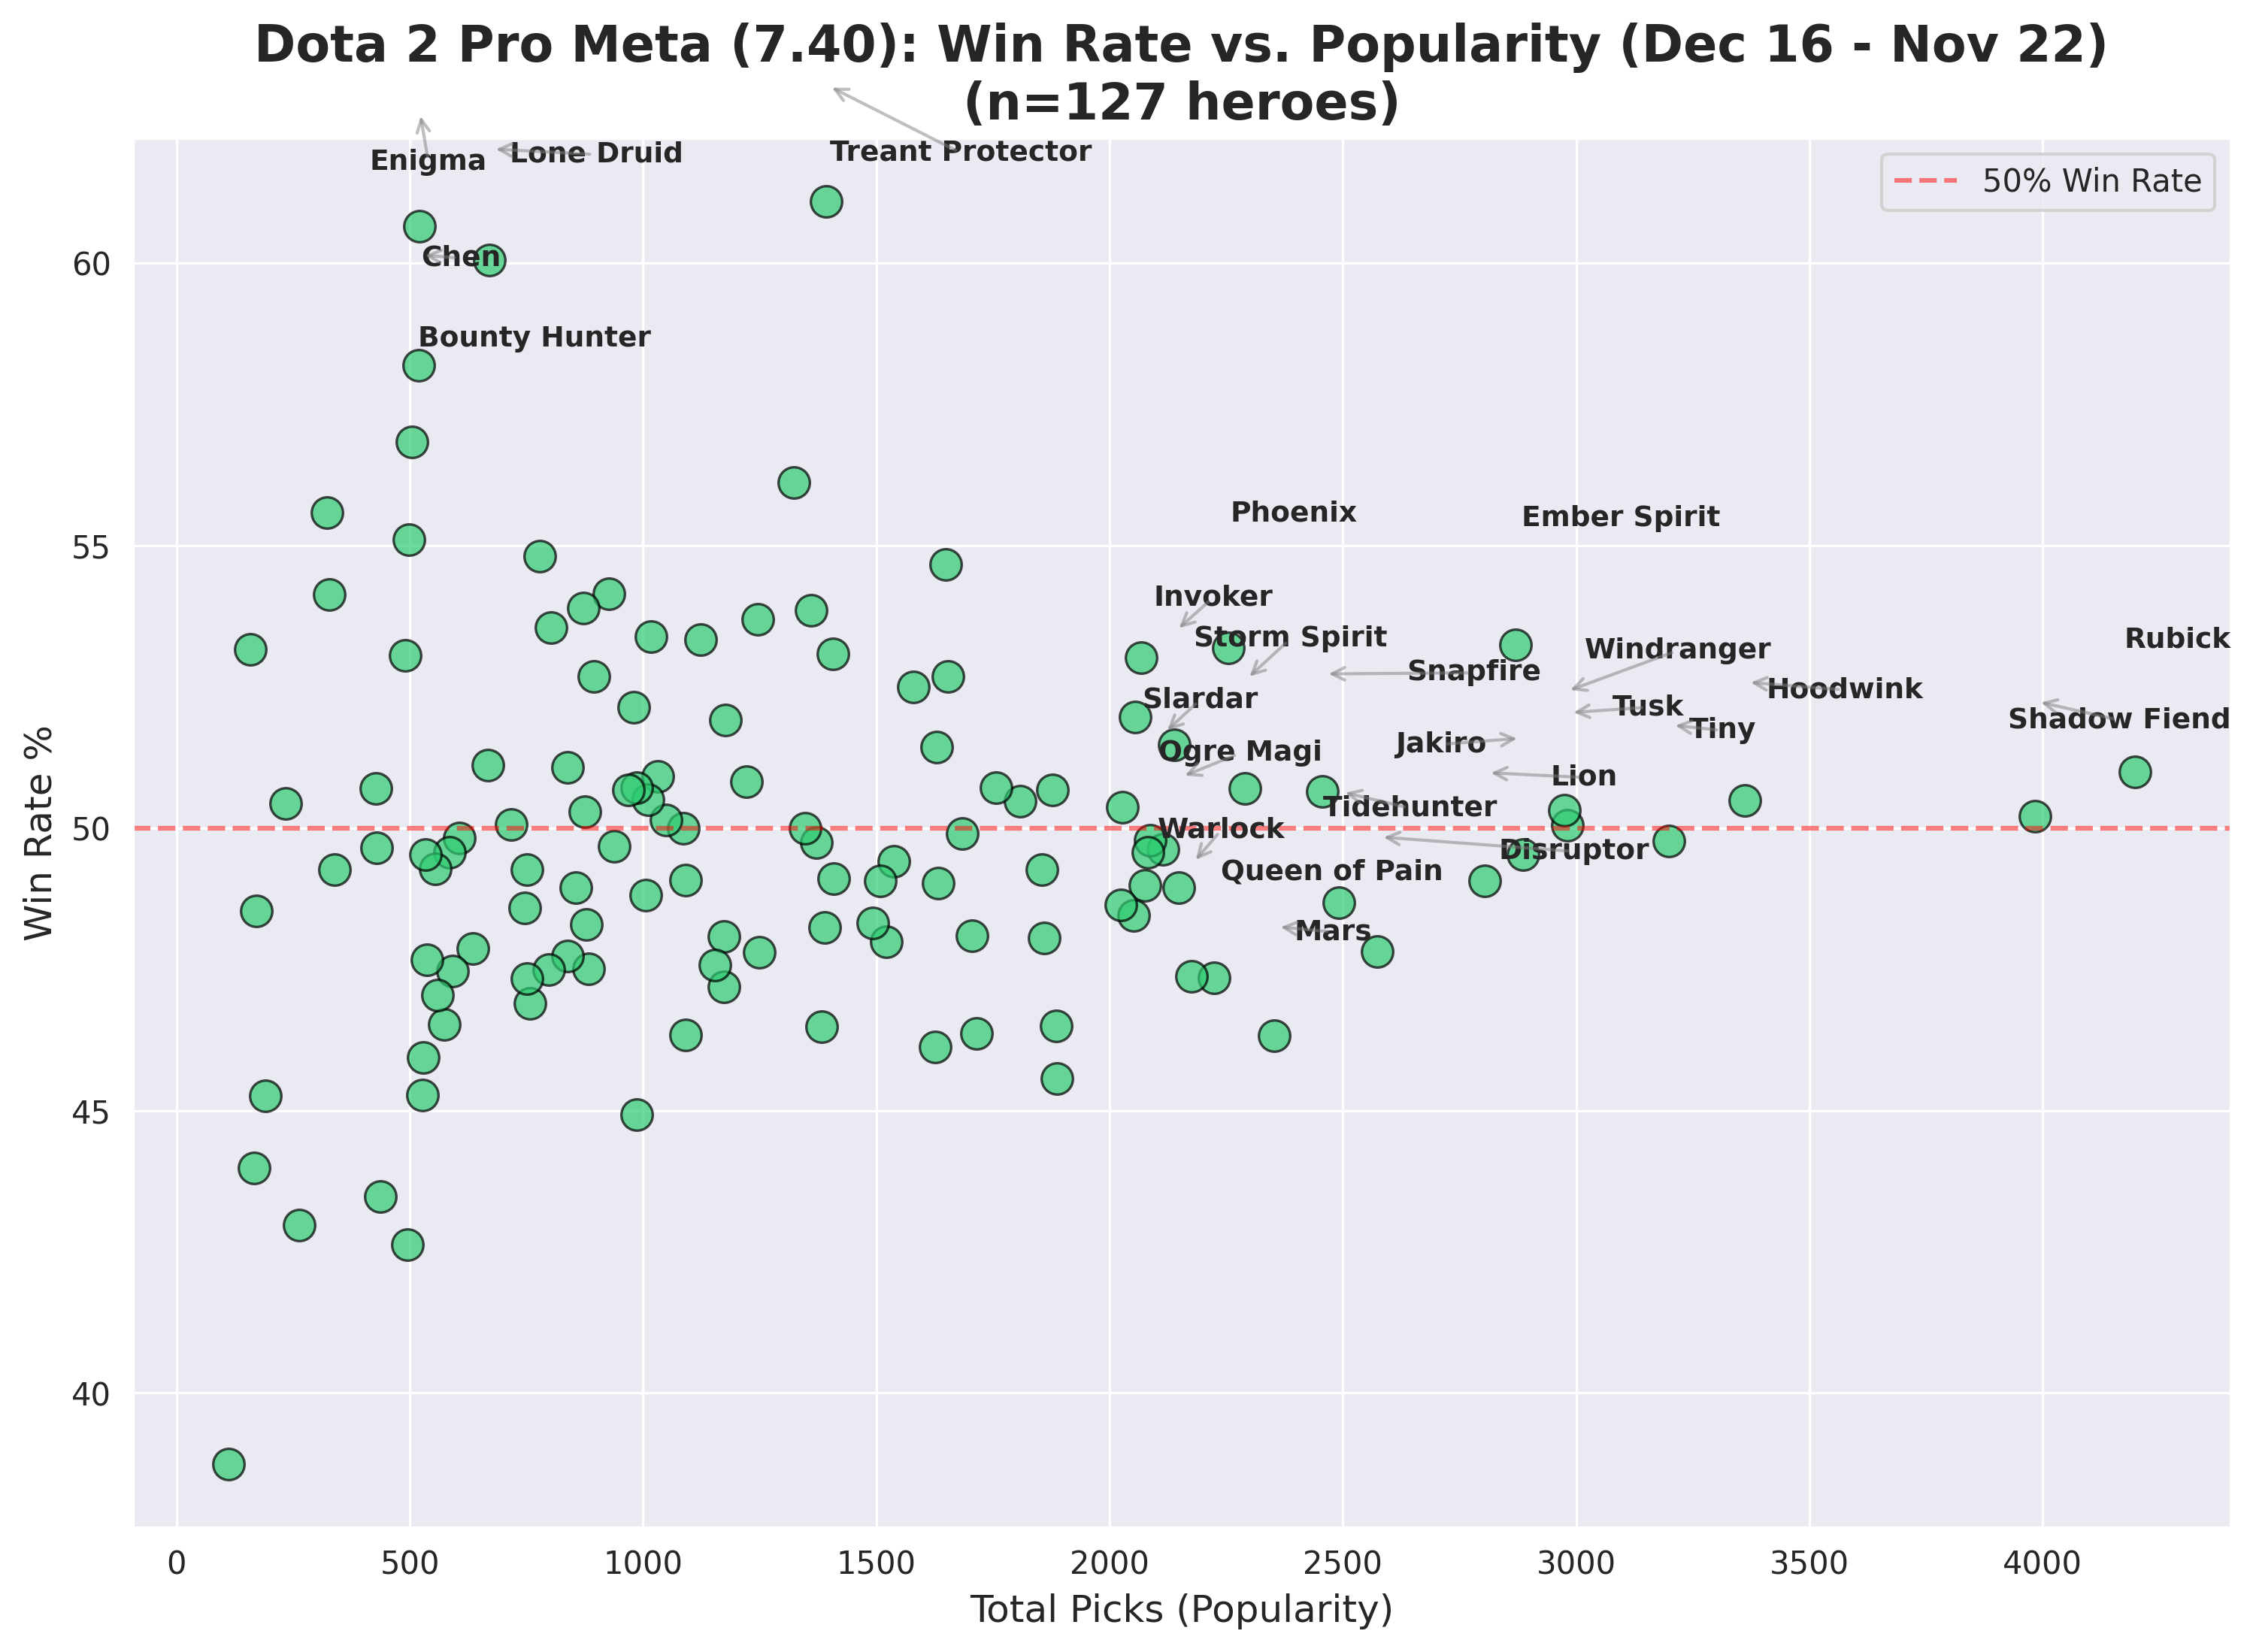 Dota 2 Pro Meta (7.40): Win Rate vs. Popularity (Dec 16 - Nov 22)
(n=127 heroes)
Enigma
Lone Druid
Treant Protector
50% Win Rate
Chen
Bounty Hunter
Phoenix
Ember Spirit
Invoker
Storm Spirit
Rubick
Windranger
Snapfire
Hoodwink
Slardar
Tusk
Shadow Fiend
Tiny
Jakiro
Ogre Magi
Lion
Tidehunter
Warlock
Disruptor
Queen of Pain
Mars
60
55
50
45
40
Win Rate %
0
500
1000
1500
2000
2500
3000
3500
4000
Total Picks (Popularity)